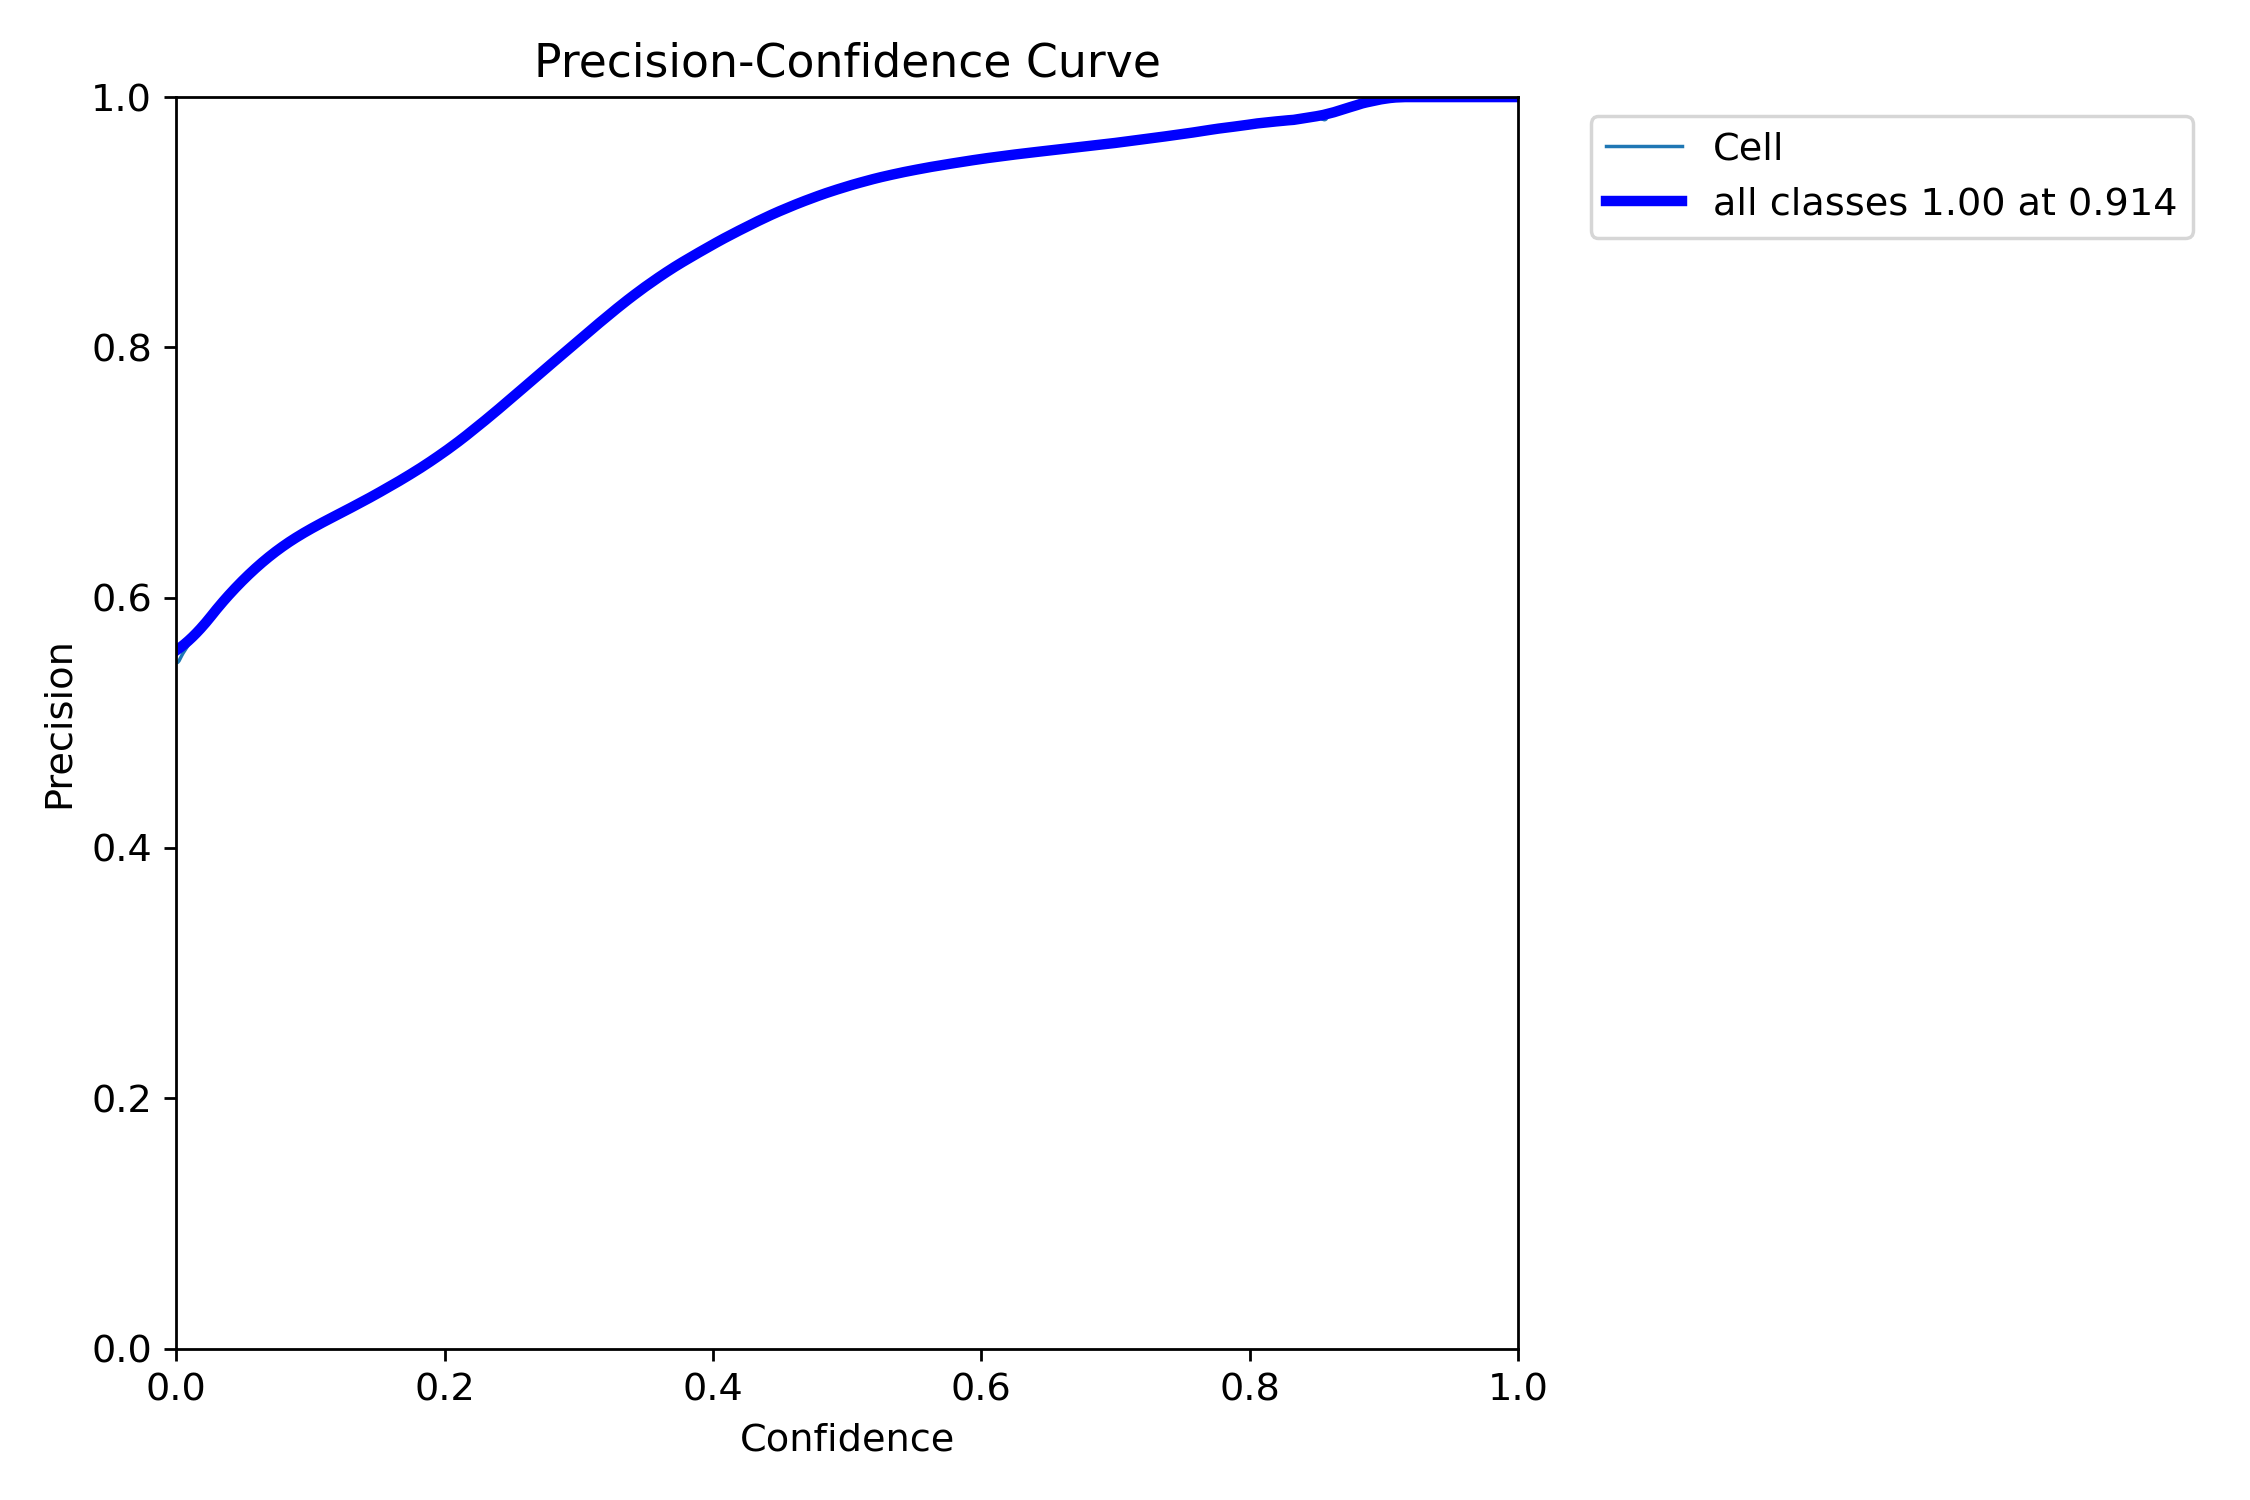 Precision-Confidence Curve
1.0
0.8
0.6
0.4
0.2
0.0
Precision
0.0 0.2 0.4 0.6 0.8 1.0
Confidence
Cell
all classes 1.00 at 0.914